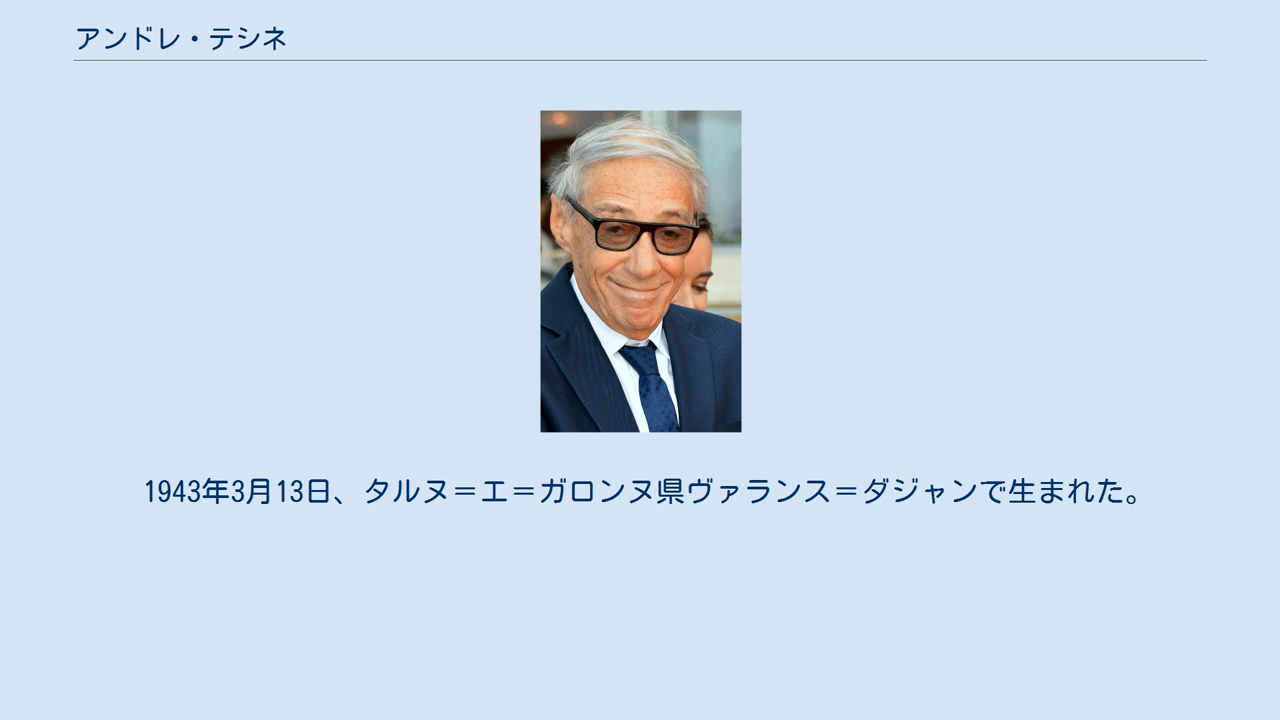 アンドレ・テシネ
1943年3月13日、タルヌ＝エ＝ガロンヌ県ヴァランス＝ダジャンで生まれた。